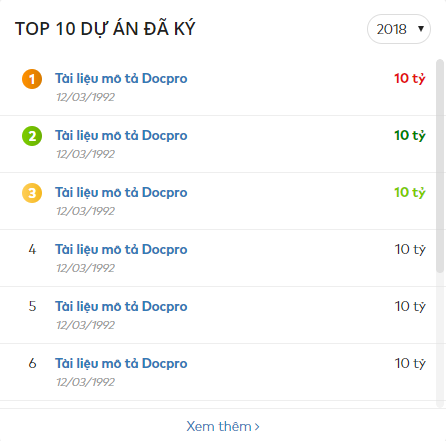 TOP 10 DỰ ÁN ĐÃ KÝ
2018
1 Tài liệu mô tả Docpro 10 tỷ
12/03/1992
2 Tài liệu mô tả Docpro 10 tỷ
12/03/1992
3 Tài liệu mô tả Docpro 10 tỷ
12/03/1992
4 Tài liệu mô tả Docpro 10 tỷ
12/03/1992
5 Tài liệu mô tả Docpro 10 tỷ
12/03/1992
6 Tài liệu mô tả Docpro 10 tỷ
12/03/1992
Xem thêm